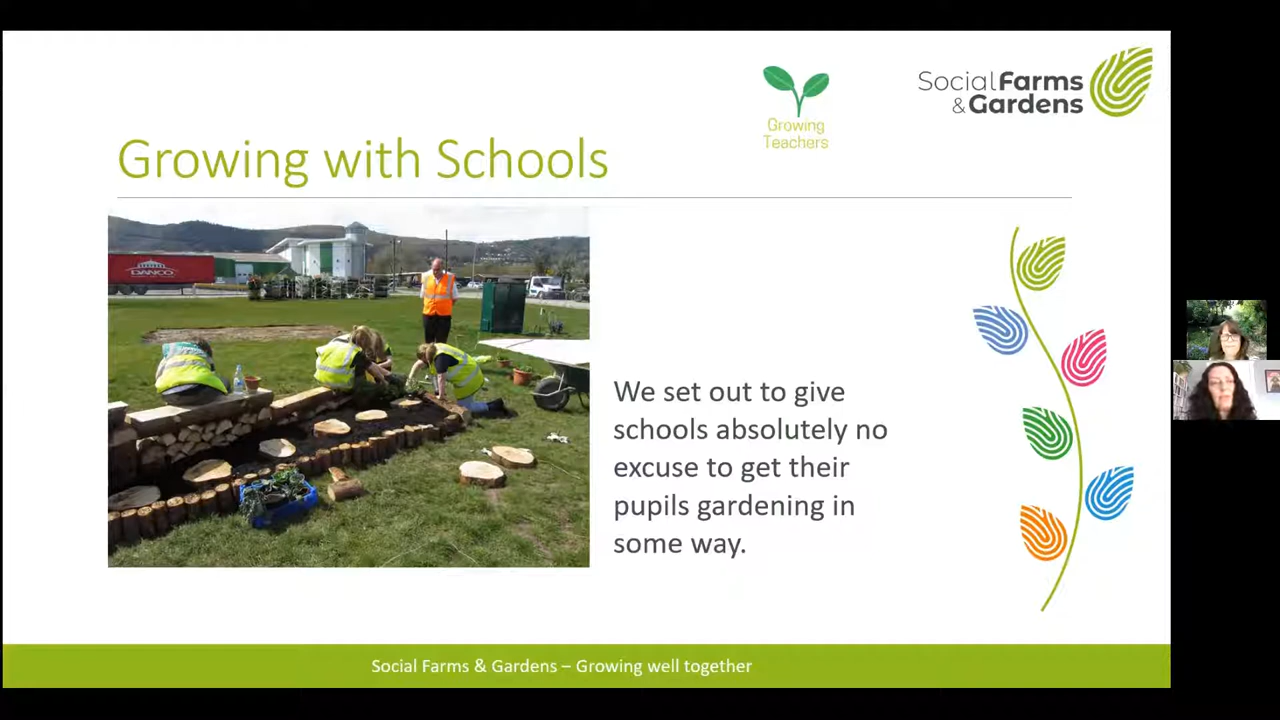 Growing
Teachers
Social Farms
& Gardens
Growing with Schools
DANCO
We set out to give
schools absolutely no
excuse to get their
pupils gardening in
some way.
Social Farms & Gardens – Growing well together